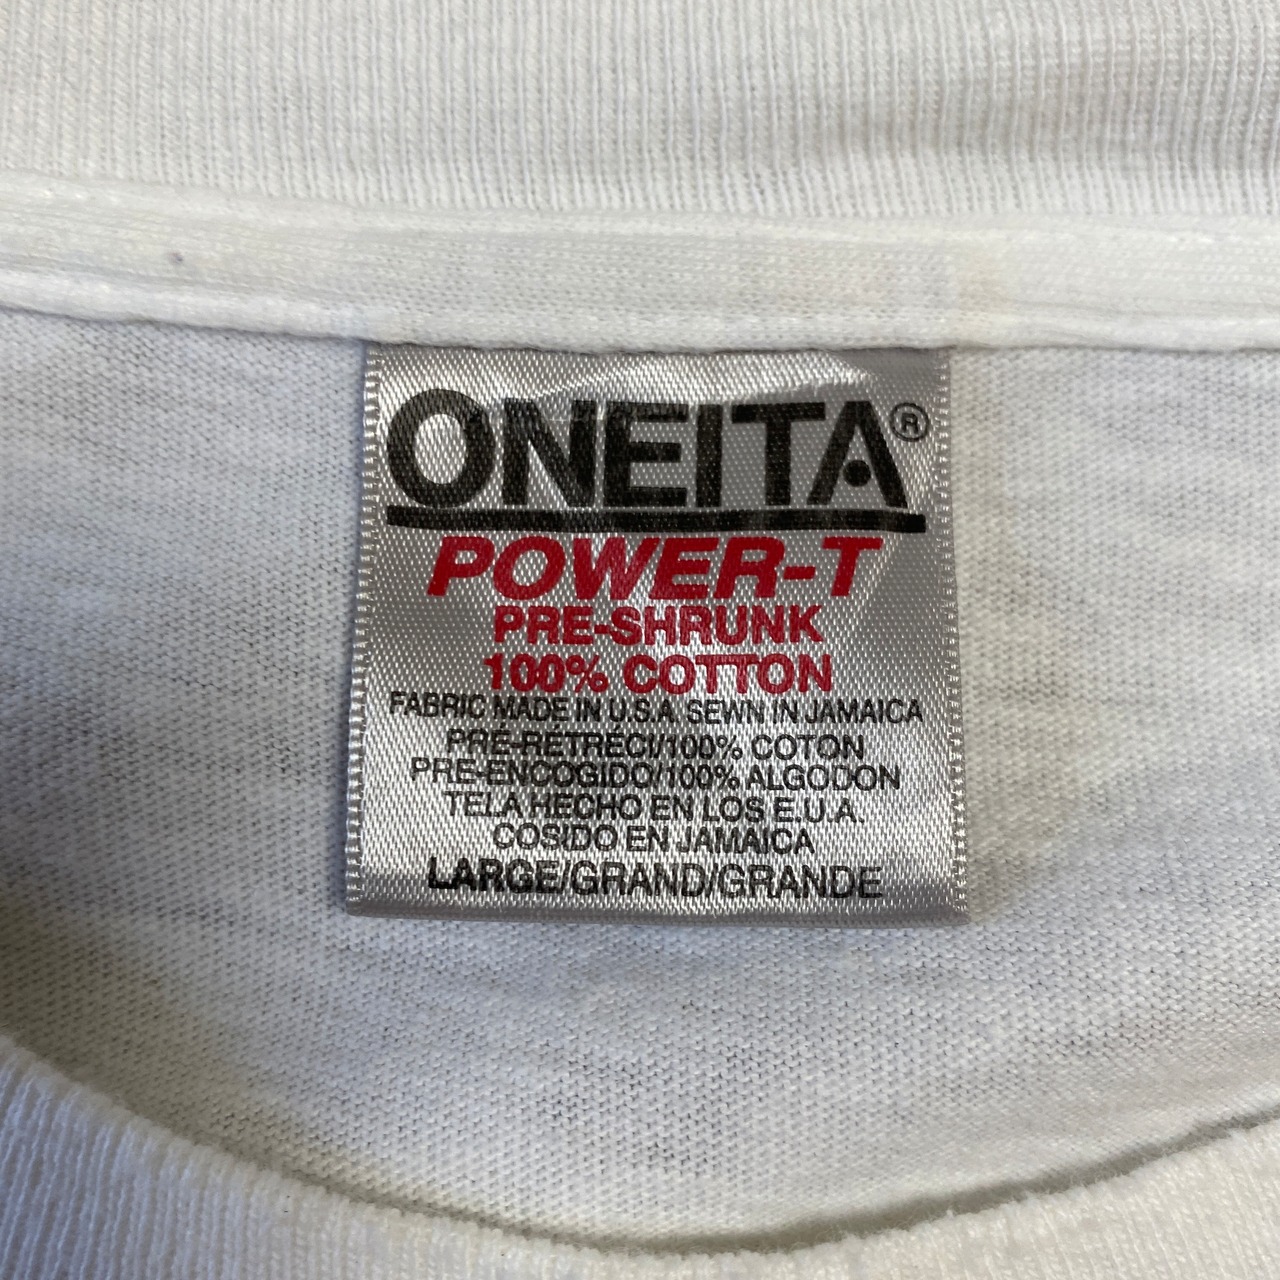 ONEITA®
POWER-T
PRE-SHRUNK
100% COTTON
FABRIC MADE IN U.S.A. SEWN IN JAMAICA
PRE-RETRECI/100% COTON
PRE-ENCOGIDO/100% ALGODON
TELA HECHO EN LOS E.U.A.
COSIDO EN JAMAICA
LARGE/GRAND/GRANDE